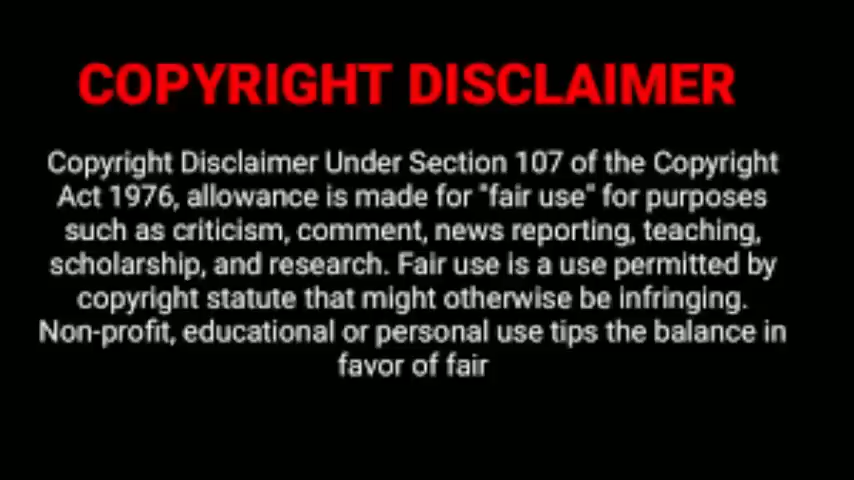 COPYRIGHT DISCLAIMER
Copyright Disclaimer Under Section 107 of the Copyright
Act 1976, allowance is made for "fair use" for purposes
such as criticism, comment, news reporting, teaching,
scholarship, and research. Fair use is a use permitted by
copyright statute that might otherwise be infringing.
Non-profit, educational or personal use tips the balance in
favor of fair